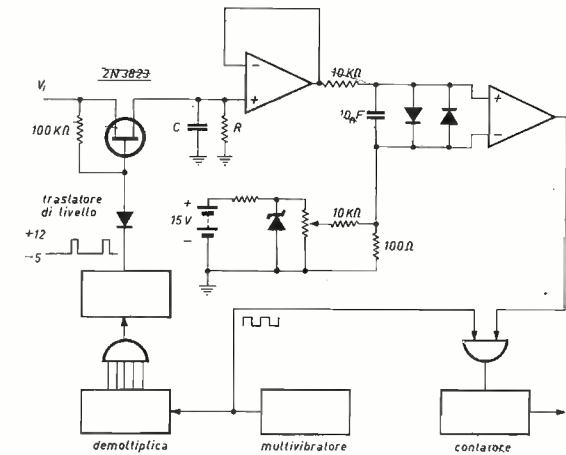 2N3823
10 KΩ
Vi
100 KΩ
C
R
10nF
traslatore
di livello
+12
−5
+
15 V
−
10 KΩ
100Ω
demoltiplica
multivibratore
contatore